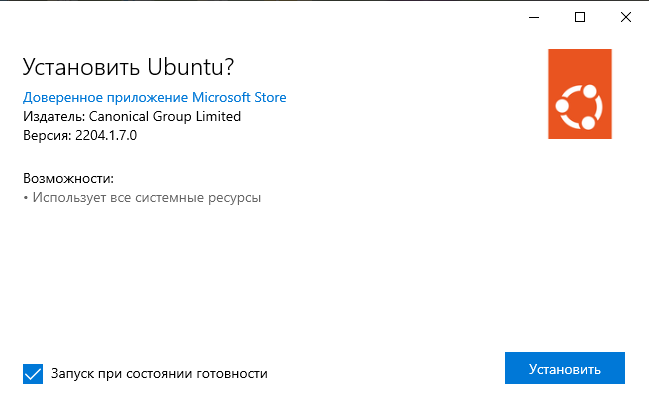 Установить Ubuntu?
Доверенное приложение Microsoft Store
Издатель: Canonical Group Limited
Версия: 2204.1.7.0
Возможности:
• Использует все системные ресурсы
Запуск при состоянии готовности
Установить